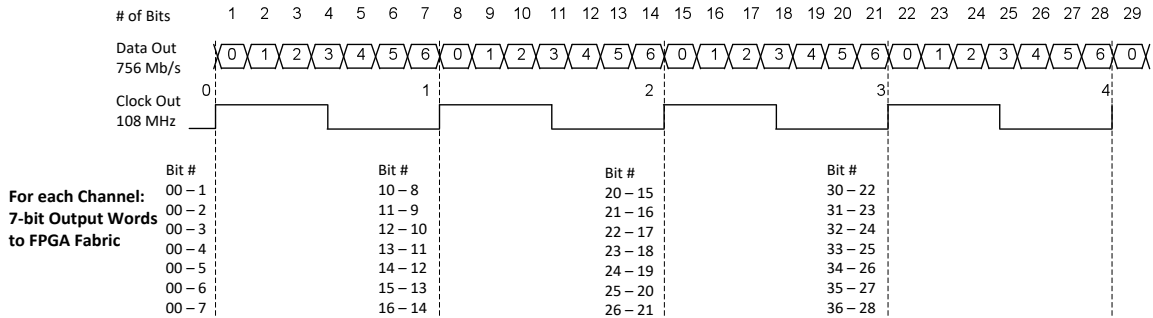 # of Bits 1 2 3 4 5 6 7 8 9 10 11 12 13 14 15 16 17 18 19 20 21 22 23 24 25 26 27 28 29
Data Out
756 Mb/s
0 1 2 3 4 5 6 0 1 2 3 4 5 6 0 1 2 3 4 5 6 0 1 2 3 4 5 6 0
0 1 2 3 4
Clock Out
108 MHz
For each Channel:
7-bit Output Words
to FPGA Fabric
Bit #
00 – 1
00 – 2
00 – 3
00 – 4
00 – 5
00 – 6
00 – 7
Bit #
10 – 8
11 – 9
12 – 10
13 – 11
14 – 12
15 – 13
16 – 14
Bit #
20 – 15
21 – 16
22 – 17
23 – 18
24 – 19
25 – 20
26 – 21
Bit #
30 – 22
31 – 23
32 – 24
33 – 25
34 – 26
35 – 27
36 – 28